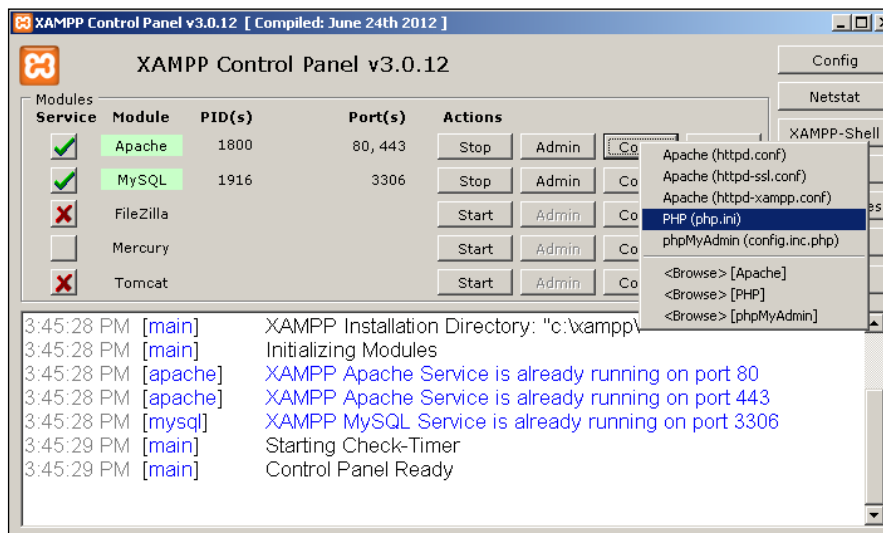 XAMPP Control Panel v3.0.12 [ Compiled: June 24th 2012 ]
XAMPP Control Panel v3.0.12
Config
Netstat
XAMPP-Shell
Modules
Service Module PID(s) Port(s) Actions
Apache 1800 80, 443 Stop Admin
MySQL 1916 3306 Stop Admin
FileZilla Start Admin
Mercury Start Admin
Tomcat Start Admin
Apache (httpd.conf)
Apache (httpd-ssl.conf)
Apache (httpd-xampp.conf)
PHP (php.ini)
phpMyAdmin (config.inc.php)
<Browse> [Apache]
<Browse> [PHP]
<Browse> [phpMyAdmin]
3:45:28 PM [main] XAMPP Installation Directory: "c:\xampp\
3:45:28 PM [main] Initializing Modules
3:45:28 PM [apache] XAMPP Apache Service is already running on port 80
3:45:28 PM [apache] XAMPP Apache Service is already running on port 443
3:45:28 PM [mysql] XAMPP MySQL Service is already running on port 3306
3:45:29 PM [main] Starting Check-Timer
3:45:29 PM [main] Control Panel Ready